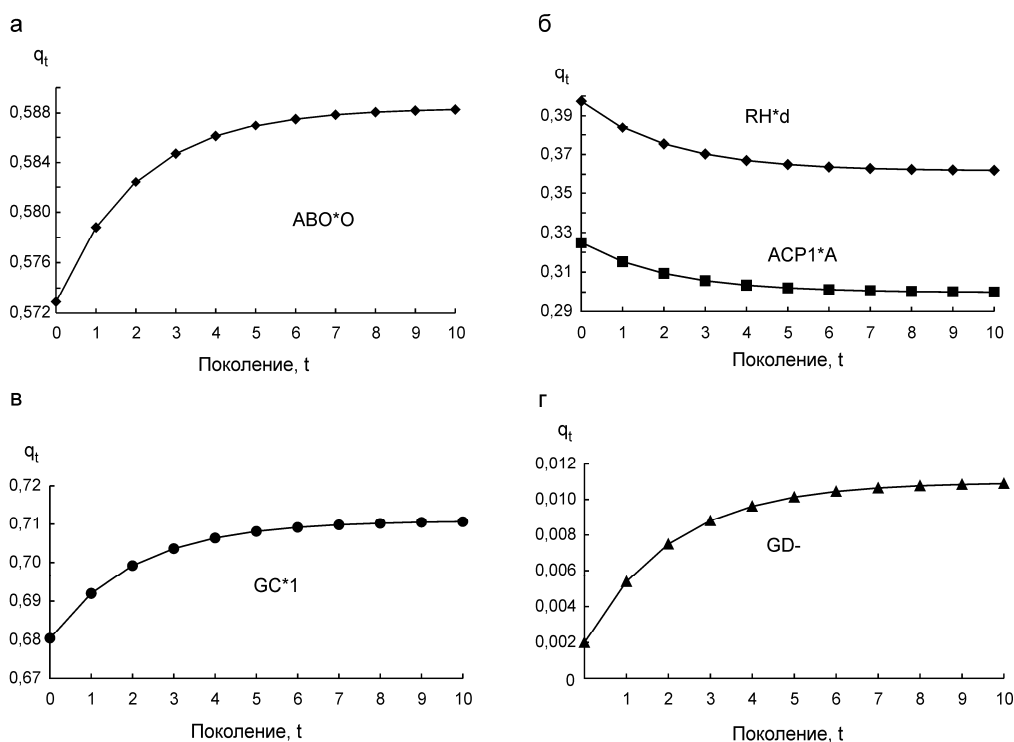 а
q_t
0,588
0,584
0,580
0,576
0,572
ABO*O
0 1 2 3 4 5 6 7 8 9 10
Поколение, t
б
q_t
0,39
0,37
0,35
0,33
0,31
0,29
RH*d
ACP1*A
0 1 2 3 4 5 6 7 8 9 10
Поколение, t
в
q_t
0,72
0,71
0,70
0,69
0,68
0,67
GC*1
0 1 2 3 4 5 6 7 8 9 10
Поколение, t
г
q_t
0,012
0,010
0,008
0,006
0,004
0,002
0
GD-
1 2 3 4 5 6 7 8 9 10
Поколение, t